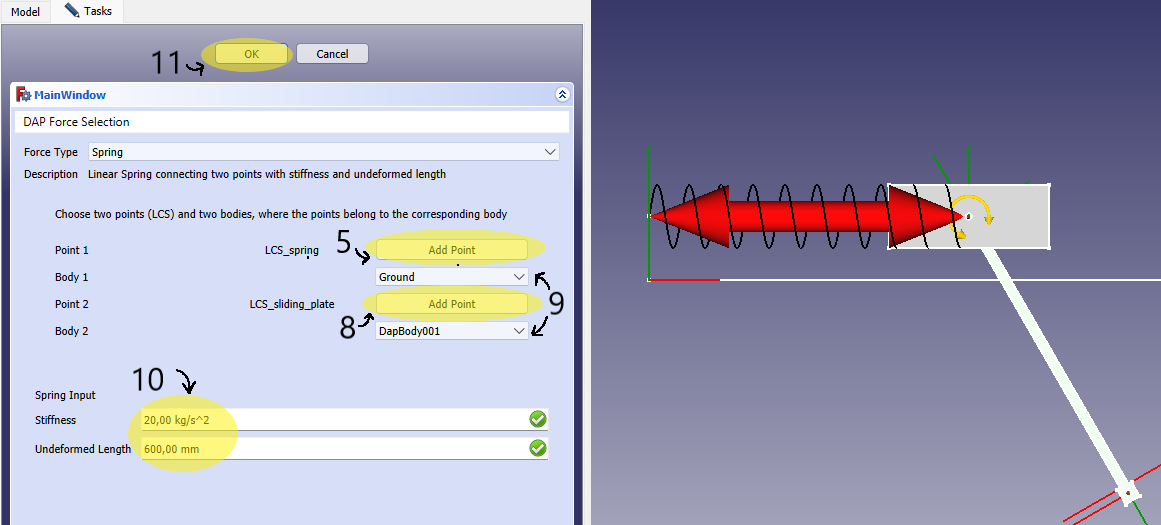 Model Tasks
11 OK Cancel
MainWindow
DAP Force Selection
Force Type Spring
Description Linear Spring connecting two points with stiffness and undeformed length
Choose two points (LCS) and two bodies, where the points belong to the corresponding body
Point 1 LCS_spring 5 Add Point
Body 1 Ground
9
Point 2 LCS_sliding_plate Add Point
8
Body 2 DapBody001
10
Spring Input
Stiffness 20,00 kg/s^2
Undeformed Length 600,00 mm